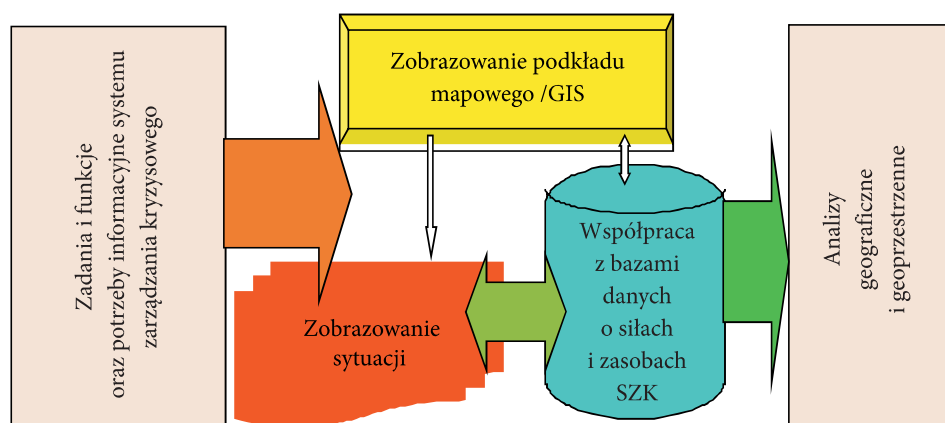 Zadania i funkcje
oraz potrzeby informacyjne systemu
zarządzania kryzysowego
Zobrazowanie podkładu
mapowego /GIS
Zobrazowanie
sytuacji
Współpraca
z bazami
danych
o siłach
i zasobach
SZK
Analizy
geograficzne
i geoprzestrzenne